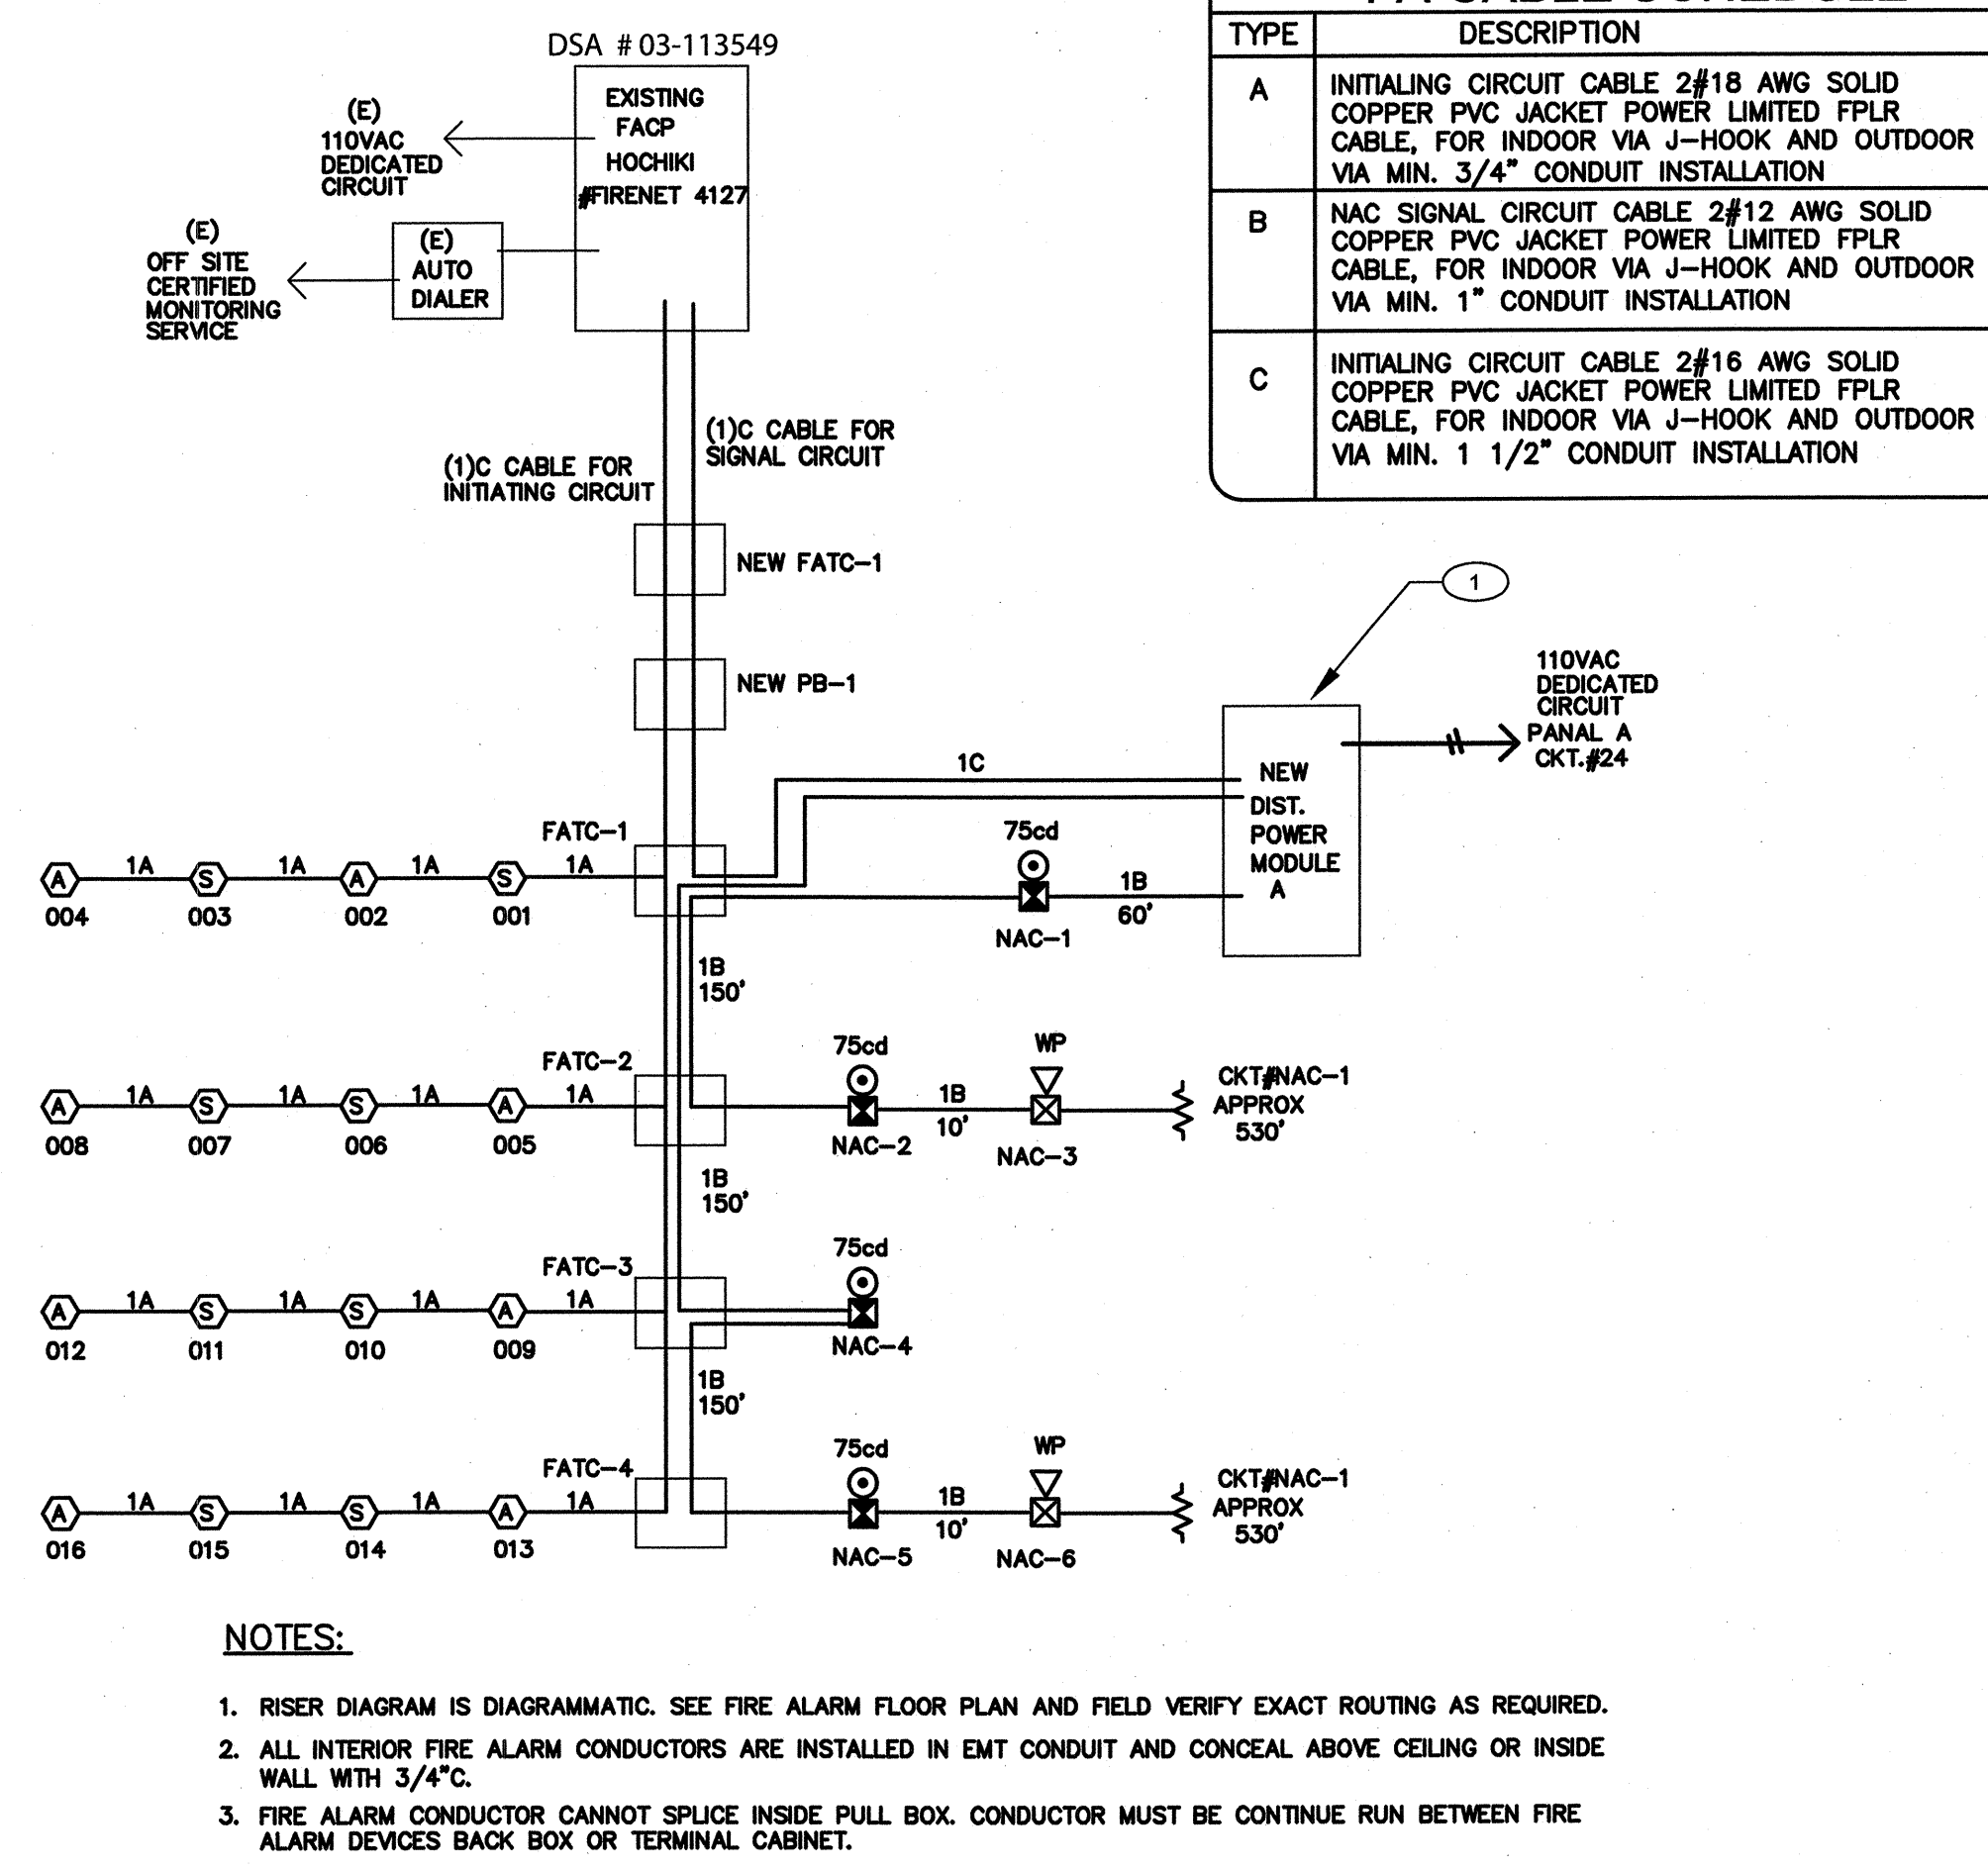 DSA # 03-113549
EXISTING
FACP
HOCHIKI
#FIRENET 4127
(E)
110VAC
DEDICATED
CIRCUIT
(E)
AUTO
DIALER
(E)
OFF SITE
CERTIFIED
MONITORING
SERVICE
TYPE DESCRIPTION
A
INITIALING CIRCUIT CABLE 2#18 AWG SOLID
COPPER PVC JACKET POWER LIMITED FPLR
CABLE, FOR INDOOR VIA J-HOOK AND OUTDOOR
VIA MIN. 3/4" CONDUIT INSTALLATION
B
NAC SIGNAL CIRCUIT CABLE 2#12 AWG SOLID
COPPER PVC JACKET POWER LIMITED FPLR
CABLE, FOR INDOOR VIA J-HOOK AND OUTDOOR
VIA MIN. 1" CONDUIT INSTALLATION
C
INITIALING CIRCUIT CABLE 2#16 AWG SOLID
COPPER PVC JACKET POWER LIMITED FPLR
CABLE, FOR INDOOR VIA J-HOOK AND OUTDOOR
VIA MIN. 1 1/2" CONDUIT INSTALLATION
(1)C CABLE FOR
SIGNAL CIRCUIT
(1)C CABLE FOR
INITIATING CIRCUIT
NEW FATC-1
NEW PB-1
1
110VAC
DEDICATED
CIRCUIT
PANAL A
CKT.#24
NEW
DIST.
POWER
MODULE
A
1C
FATC-1
75cd
A 1A S 1A A 1A S 1A
004 003 002 001
1B
60'
NAC-1
1B
150'
FATC-2
75cd
WP
A 1A S 1A S 1A A 1A
008 007 006 005
1B
10'
NAC-2
NAC-3
CKT#NAC-1
APPROX
530'
1B
150'
FATC-3
75cd
A 1A S 1A S 1A A 1A
012 011 010 009
NAC-4
1B
150'
FATC-4
75cd
WP
A 1A S 1A S 1A A 1A
016 015 014 013
1B
10'
NAC-5
NAC-6
CKT#NAC-1
APPROX
530'
NOTES:
1. RISER DIAGRAM IS DIAGRAMMATIC. SEE FIRE ALARM FLOOR PLAN AND FIELD VERIFY EXACT ROUTING AS REQUIRED.
2. ALL INTERIOR FIRE ALARM CONDUCTORS ARE INSTALLED IN EMT CONDUIT AND CONCEAL ABOVE CEILING OR INSIDE
WALL WITH 3/4"C.
3. FIRE ALARM CONDUCTOR CANNOT SPLICE INSIDE PULL BOX. CONDUCTOR MUST BE CONTINUE RUN BETWEEN FIRE
ALARM DEVICES BACK BOX OR TERMINAL CABINET.